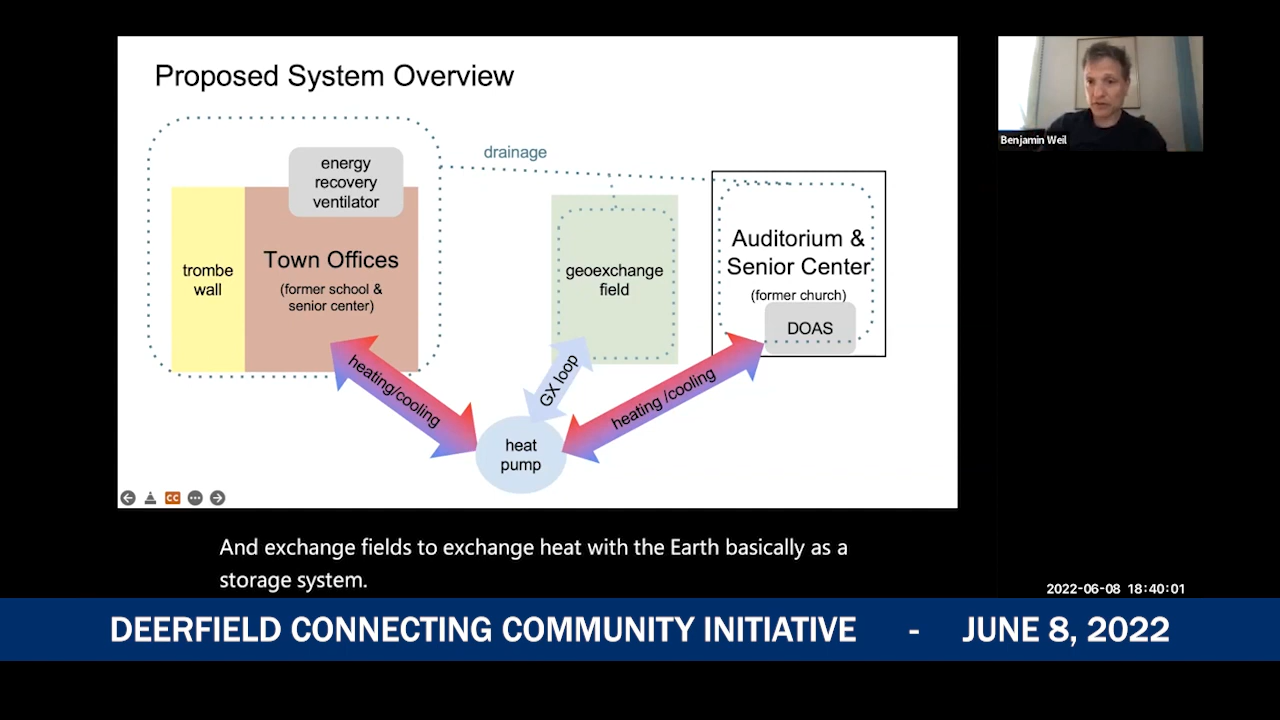 Proposed System Overview
energy
recovery
ventilator
drainage
trombe
wall
Town Offices
(former school &
senior center)
geoexchange
field
Auditorium &
Senior Center
(former church)
DOAS
heating/cooling
GX loop
heating /cooling
heat
pump
CC
Benjamin Weil
And exchange fields to exchange heat with the Earth basically as a
storage system.
2022-06-08 18:40:01
DEERFIELD CONNECTING COMMUNITY INITIATIVE - JUNE 8, 2022